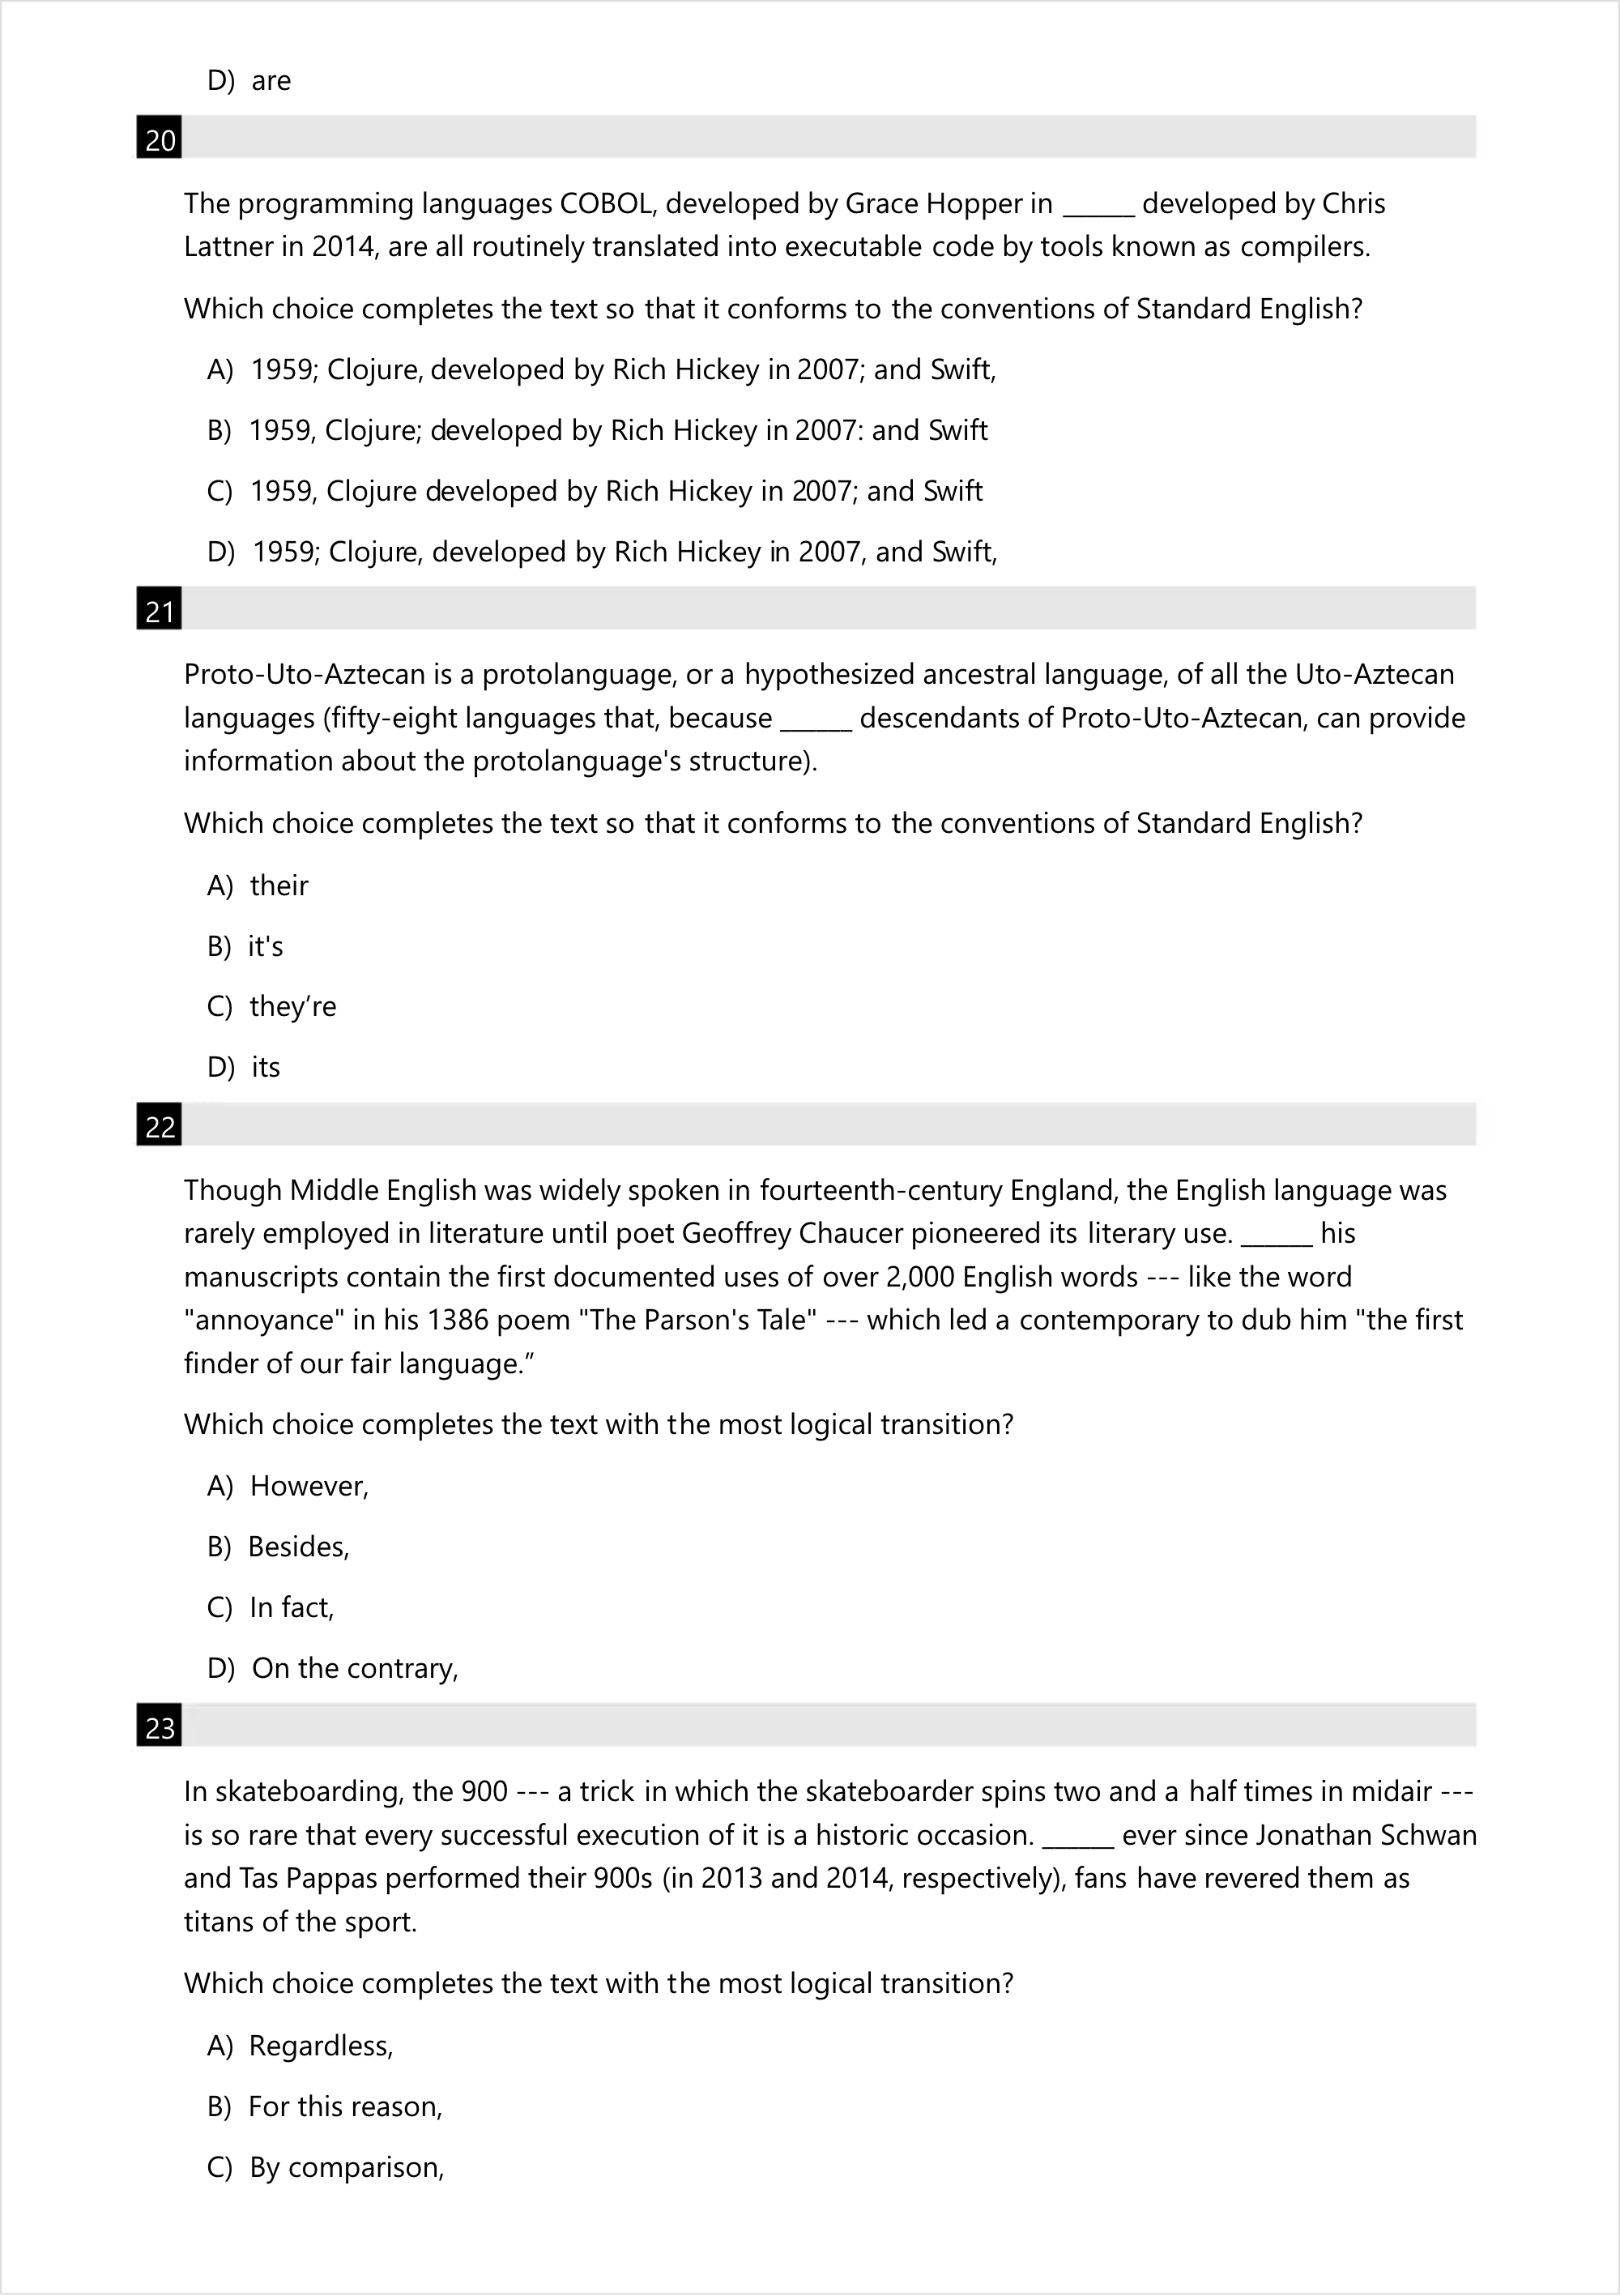 D) are
20
The programming languages COBOL, developed by Grace Hopper in _____ developed by Chris
Lattner in 2014, are all routinely translated into executable code by tools known as compilers.
Which choice completes the text so that it conforms to the conventions of Standard English?
A) 1959; Clojure, developed by Rich Hickey in 2007; and Swift,
B) 1959, Clojure; developed by Rich Hickey in 2007: and Swift
C) 1959, Clojure developed by Rich Hickey in 2007; and Swift
D) 1959; Clojure, developed by Rich Hickey in 2007, and Swift,
21
Proto-Uto-Aztecan is a protolanguage, or a hypothesized ancestral language, of all the Uto-Aztecan
languages (fifty-eight languages that, because _____ descendants of Proto-Uto-Aztecan, can provide
information about the protolanguage's structure).
Which choice completes the text so that it conforms to the conventions of Standard English?
A) their
B) it's
C) they’re
D) its
22
Though Middle English was widely spoken in fourteenth-century England, the English language was
rarely employed in literature until poet Geoffrey Chaucer pioneered its literary use. _____ his
manuscripts contain the first documented uses of over 2,000 English words --- like the word
"annoyance" in his 1386 poem "The Parson's Tale" --- which led a contemporary to dub him "the first
finder of our fair language.”
Which choice completes the text with the most logical transition?
A) However,
B) Besides,
C) In fact,
D) On the contrary,
23
In skateboarding, the 900 --- a trick in which the skateboarder spins two and a half times in midair ---
is so rare that every successful execution of it is a historic occasion. _____ ever since Jonathan Schwan
and Tas Pappas performed their 900s (in 2013 and 2014, respectively), fans have revered them as
titans of the sport.
Which choice completes the text with the most logical transition?
A) Regardless,
B) For this reason,
C) By comparison,